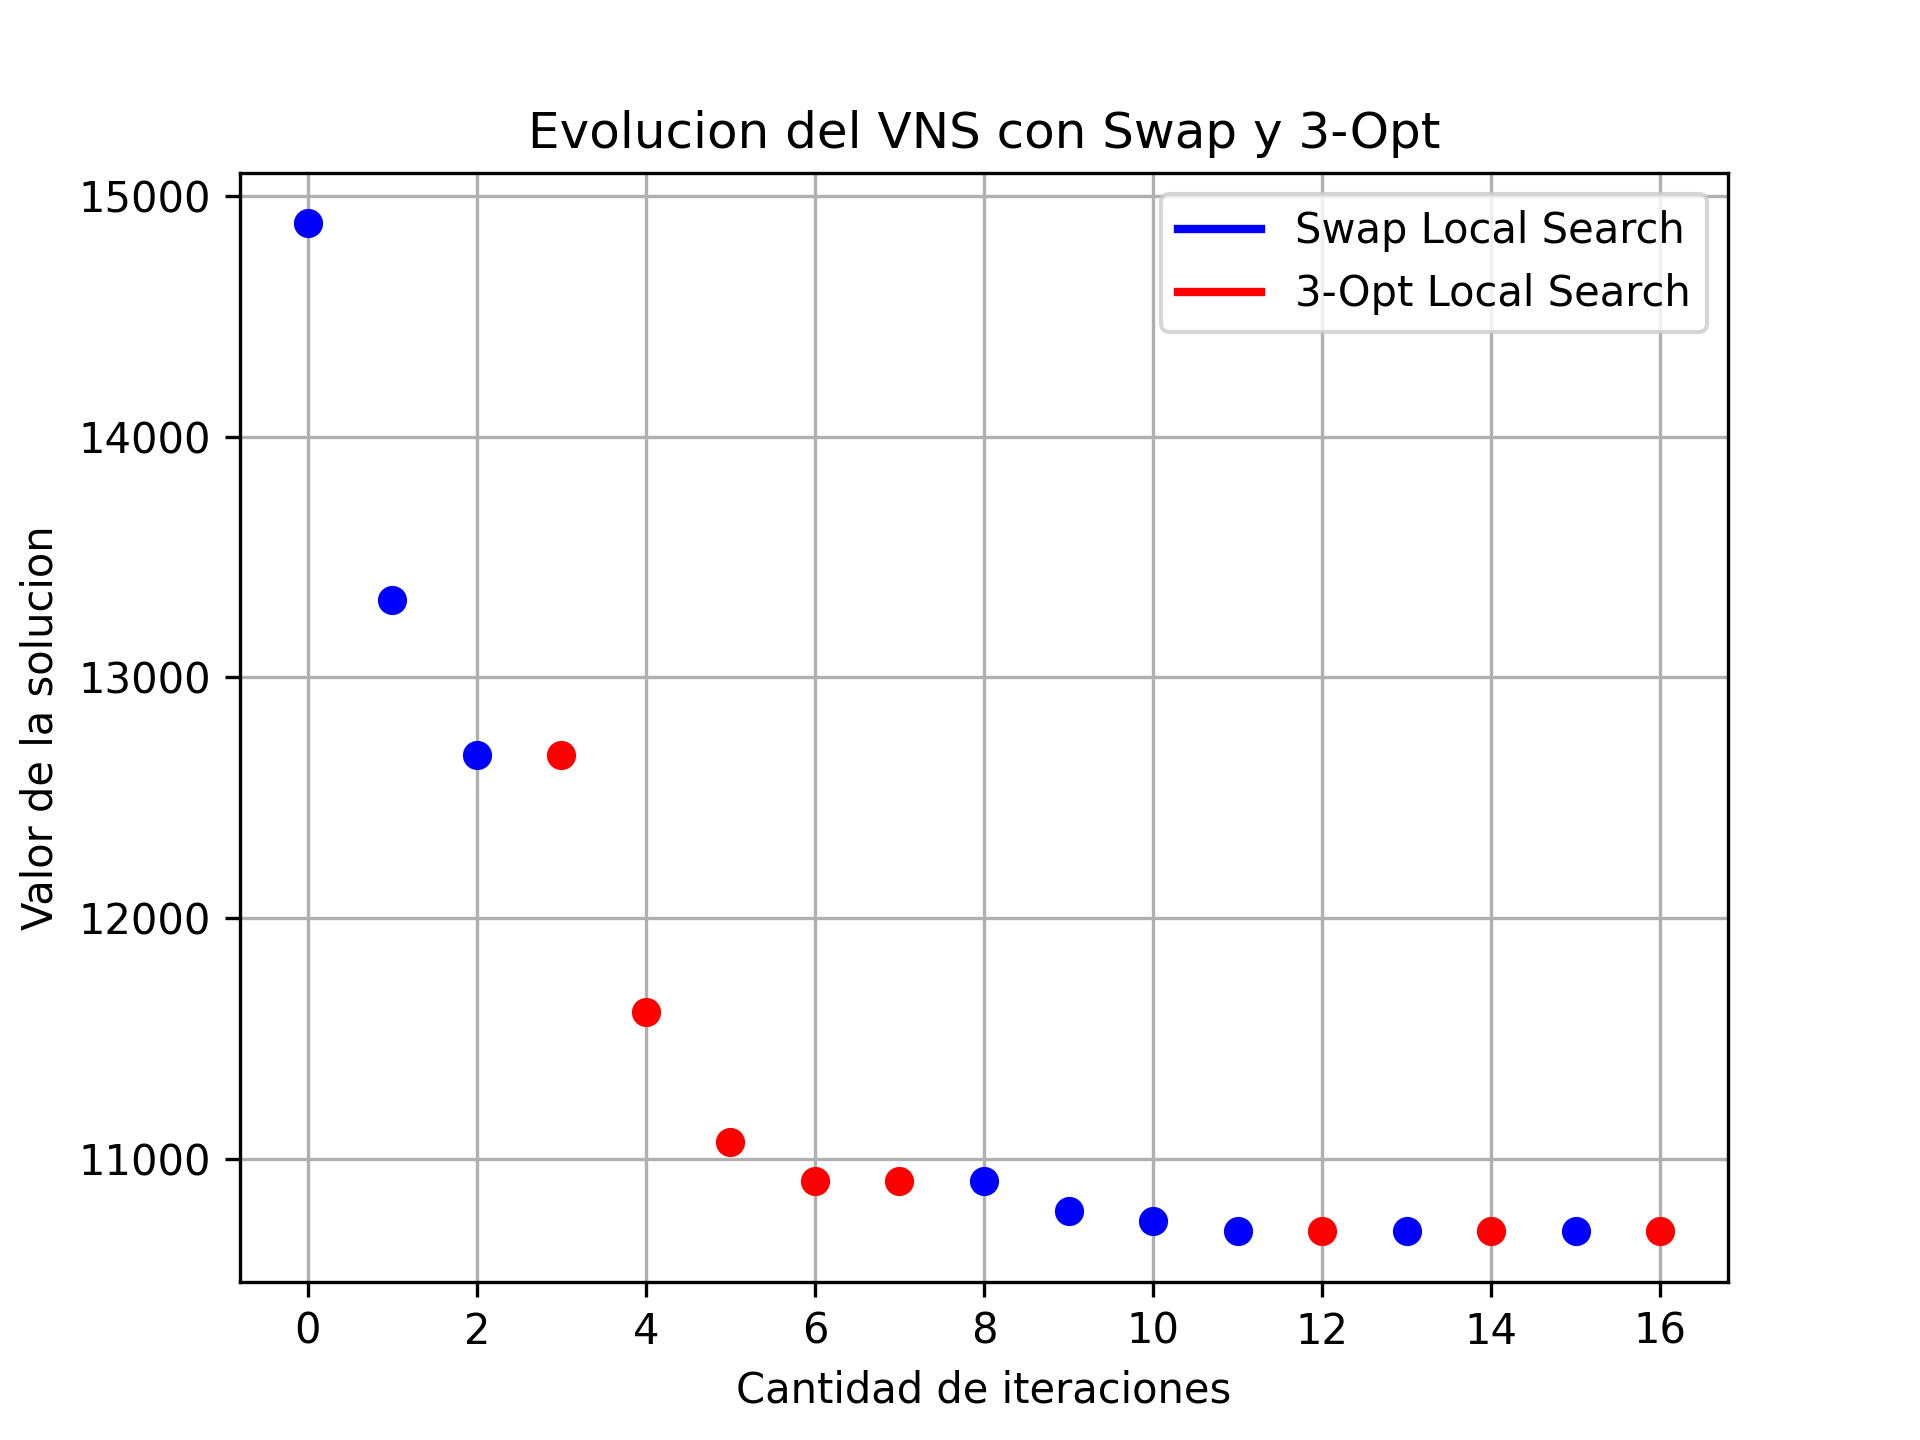 Evolucion del VNS con Swap y 3-Opt
Swap Local Search
3-Opt Local Search
15000
14000
13000
12000
11000
Valor de la solucion
0 2 4 6 8 10 12 14 16
Cantidad de iteraciones